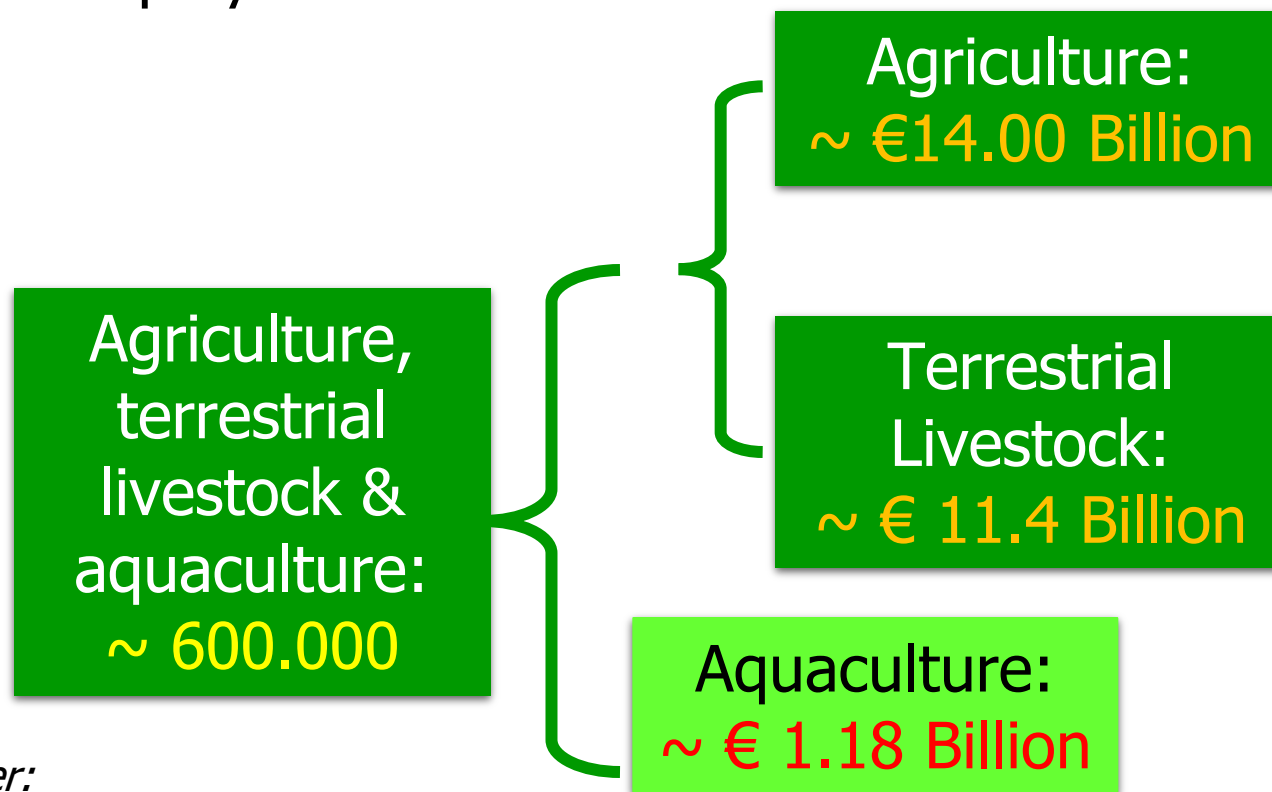 Agriculture:
~ €14.00 Billion
Agriculture,
terrestrial
livestock &
aquaculture:
~ 600.000
Terrestrial
Livestock:
~ € 11.4 Billion
Aquaculture:
~ € 1.18 Billion